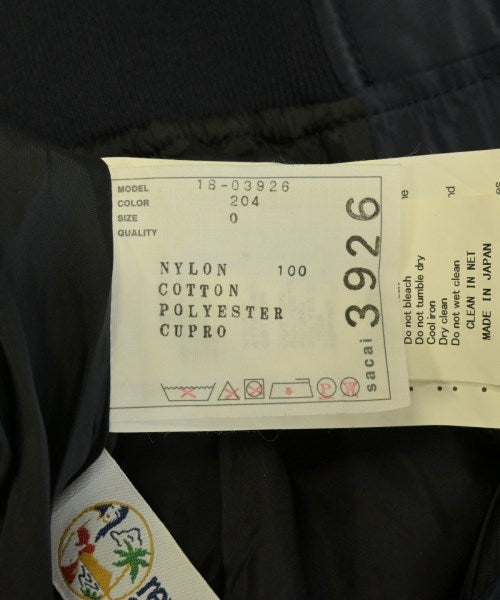 MODEL 18-03926
COLOR 204
SIZE 0
QUALITY
NYLON 100
COTTON
POLYESTER
CUPRO
sacai 3926
P W
Do not bleach
Do not tumble dry
Cool iron
Dry clean
Do not wet clean
CLEAN IN NET
MADE IN JAPAN